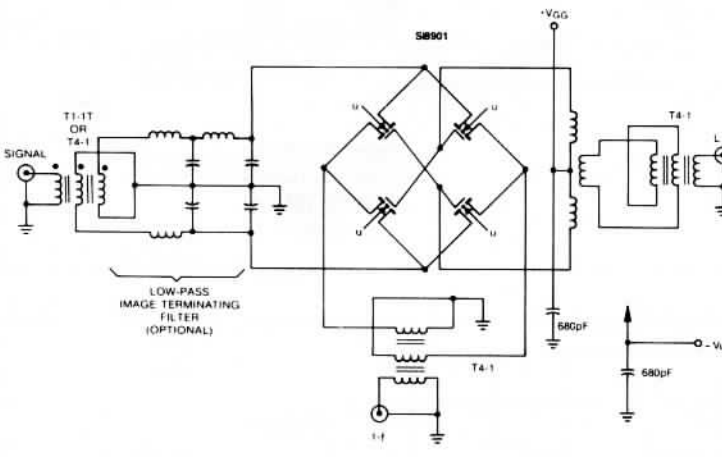 +VGG
Si8901
T1-1T
OR
T4-1
SIGNAL
u
u
u
u
T4-1
L
LOW-PASS
IMAGE TERMINATING
FILTER
(OPTIONAL)
680pF
T4-1
680pF
-V
1-f